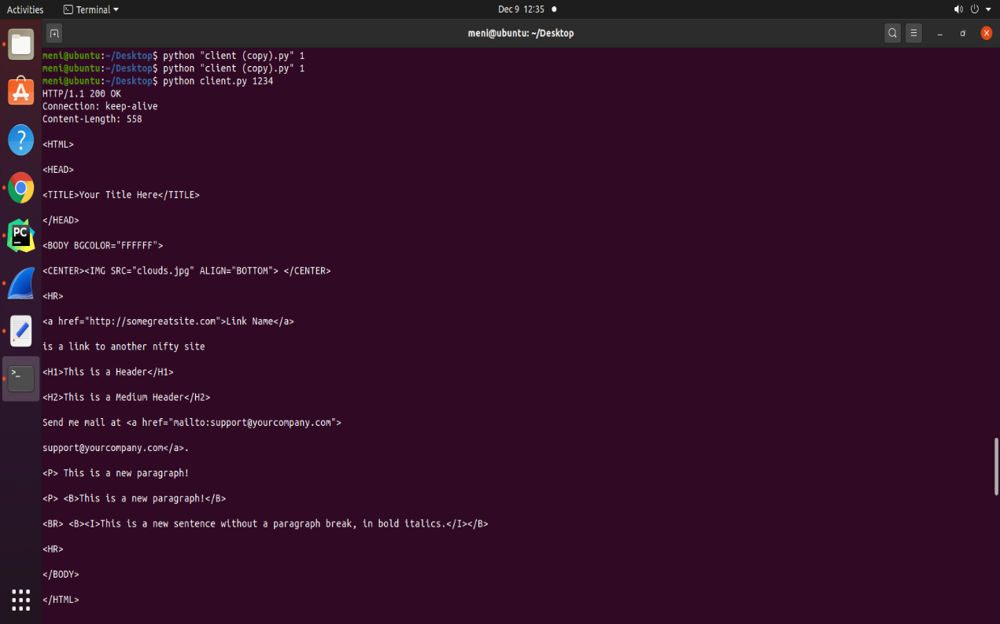 Activities
Terminal
Dec 9 12:35
meni@ubuntu: ~/Desktop
meni@ubuntu:~/Desktop$ python "client (copy).py" 1
meni@ubuntu:~/Desktop$ python "client (copy).py" 1
meni@ubuntu:~/Desktop$ python client.py 1234
HTTP/1.1 200 OK
Connection: keep-alive
Content-Length: 558
<HTML>
<HEAD>
<TITLE>Your Title Here</TITLE>
</HEAD>
<BODY BGCOLOR="FFFFFF">
<CENTER><IMG SRC="clouds.jpg" ALIGN="BOTTOM"> </CENTER>
<HR>
<a href="http://somegreatsite.com">Link Name</a>
is a link to another nifty site
<H1>This is a Header</H1>
<H2>This is a Medium Header</H2>
Send me mail at <a href="mailto:support@yourcompany.com">
support@yourcompany.com</a>.
<P> This is a new paragraph!
<P> <B>This is a new paragraph!</B>
<BR> <B><I>This is a new sentence without a paragraph break, in bold italics.</I></B>
<HR>
</BODY>
</HTML>
PC